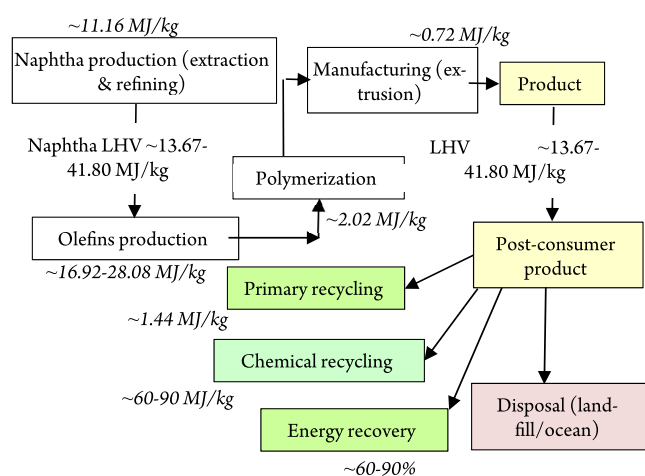 ~11.16 MJ/kg
Naphtha production (extraction
& refining)
~0.72 MJ/kg
Manufacturing (ex-
trusion)
Product
Naphtha LHV ~13.67-
41.80 MJ/kg
LHV ~13.67-
41.80 MJ/kg
Polymerization
~2.02 MJ/kg
Olefins production
~16.92-28.08 MJ/kg
Post-consumer
product
Primary recycling
~1.44 MJ/kg
Chemical recycling
~60-90 MJ/kg
Energy recovery
~60-90%
Disposal (land-
fill/ocean)